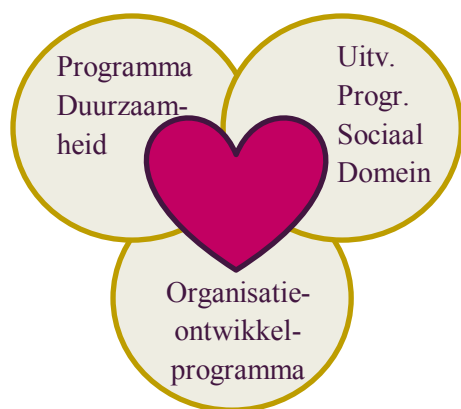 Programma
Duurzaam-
heid
Uitv.
Progr.
Sociaal
Domein
Organisatie-
ontwikkel-
programma